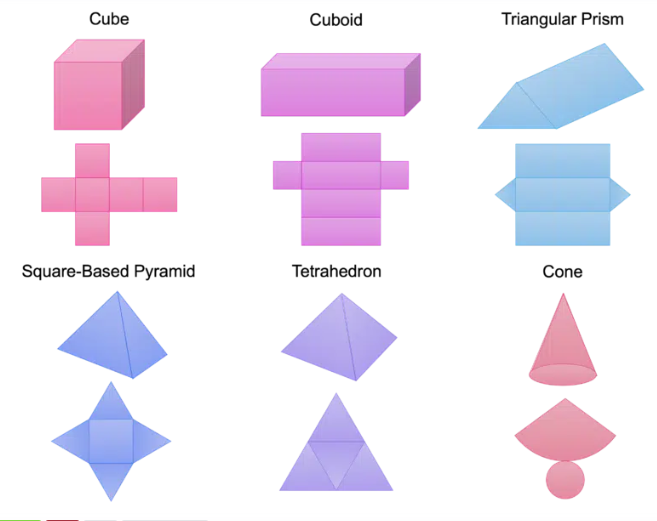 Cube
Cuboid
Triangular Prism
Square-Based Pyramid
Tetrahedron
Cone